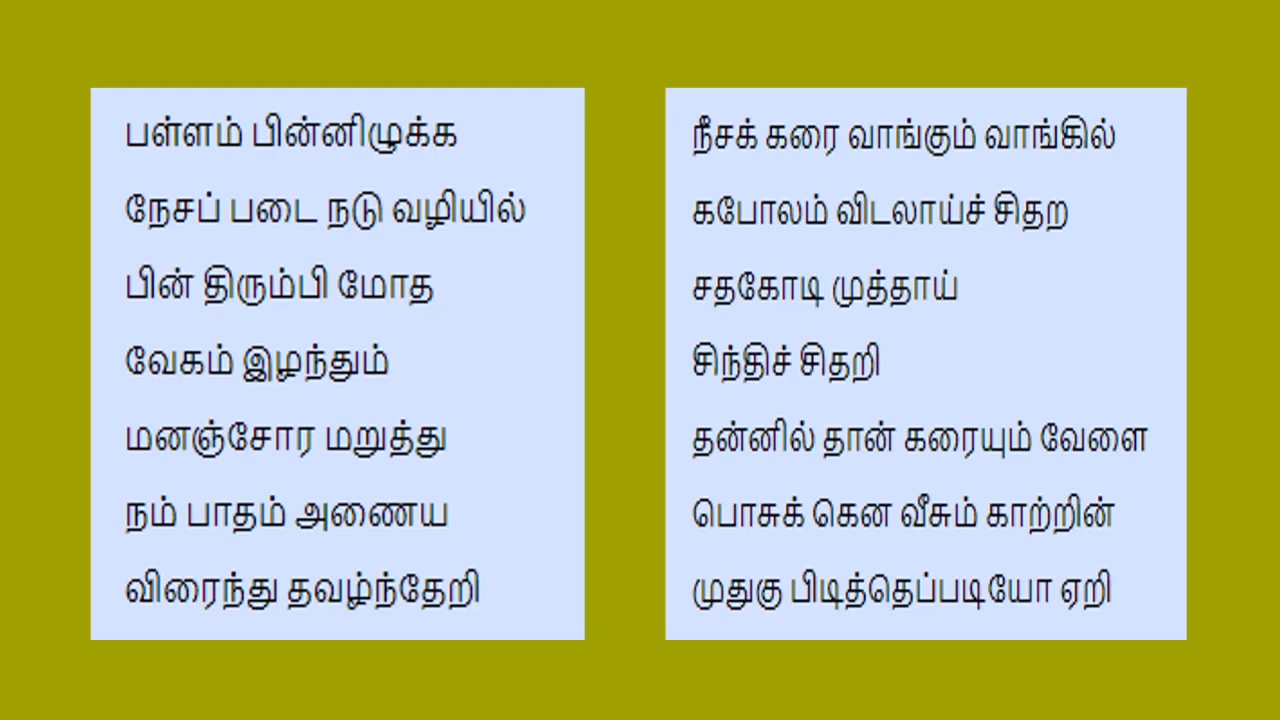 பள்ளம் பின்னிழுக்க
நேசப் படை நடு வழியில்
பின் திரும்பி மோத
வேகம் இழந்தும்
மனஞ்சோர மறுத்து
நம் பாதம் அணைய
விரைந்து தவழ்ந்தேறி
நீசக் கரை வாங்கும் வாங்கில்
கபோலம் விடலாய்ச் சிதற
சதகோடி முத்தாய்
சிந்திச் சிதறி
தன்னில் தான் கரையும் வேளை
பொசுக் கென வீசும் காற்றின்
முதுகு பிடித்தெப்படியோ ஏறி